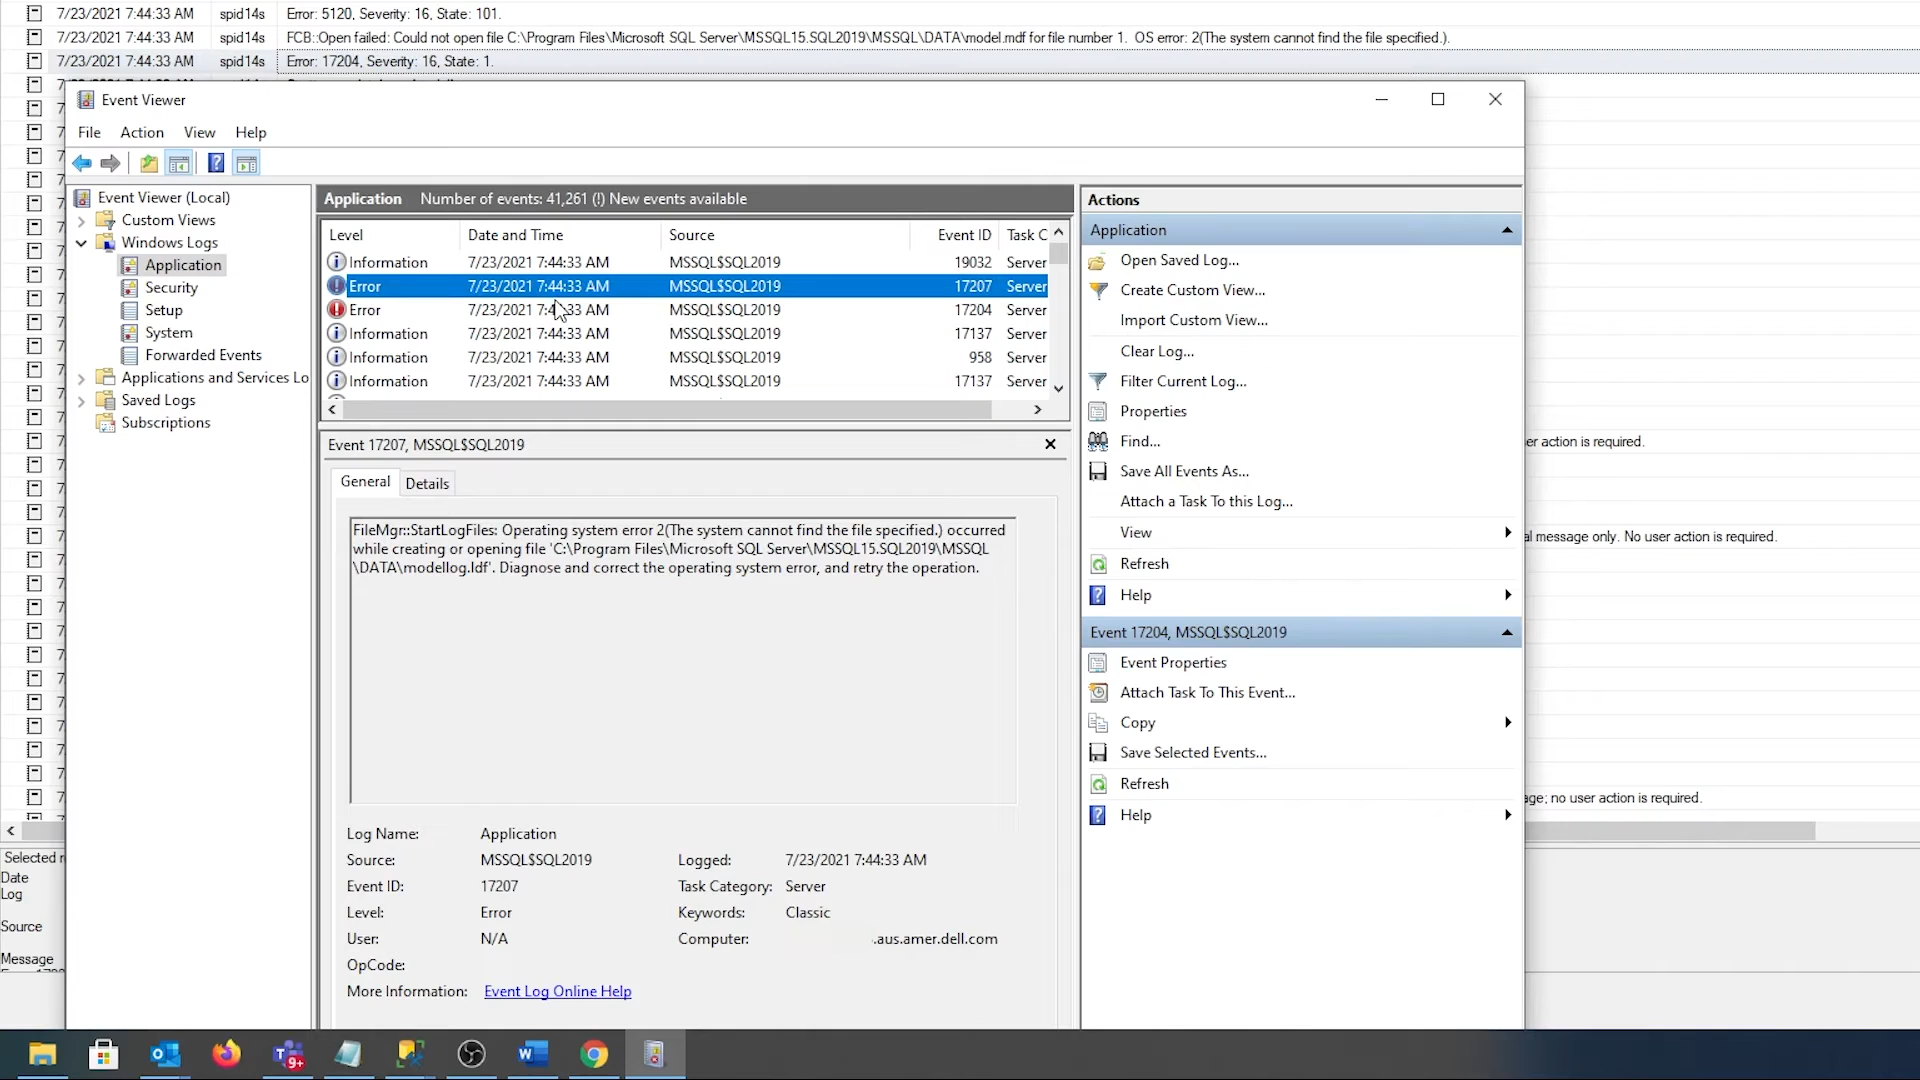 7/23/2021 7:44:33 AM spid14s Error: 5120, Severity: 16, State: 101.
7/23/2021 7:44:33 AM spid14s FCB::Open failed: Could not open file C:\Program Files\Microsoft SQL Server\MSSQL15.SQL2019\MSSQL\DATA\model.mdf for file number 1. OS error: 2(The system cannot find the file specified.).
7/23/2021 7:44:33 AM spid14s Error: 17204, Severity: 16, State: 1.
Event Viewer
File Action View Help
Event Viewer (Local)
Custom Views
Windows Logs
Application
Security
Setup
System
Forwarded Events
Applications and Services Lo
Saved Logs
Subscriptions
Application Number of events: 41,261 (!) New events available
Level Date and Time Source Event ID Task C
Information 7/23/2021 7:44:33 AM MSSQL$SQL2019 19032 Server
Error 7/23/2021 7:44:33 AM MSSQL$SQL2019 17207 Server
Error 7/23/2021 7:44:33 AM MSSQL$SQL2019 17204 Server
Information 7/23/2021 7:44:33 AM MSSQL$SQL2019 17137 Server
Information 7/23/2021 7:44:33 AM MSSQL$SQL2019 958 Server
Information 7/23/2021 7:44:33 AM MSSQL$SQL2019 17137 Server
Event 17207, MSSQL$SQL2019
General Details
FileMgr::StartLogFiles: Operating system error 2(The system cannot find the file specified.) occurred
while creating or opening file 'C:\Program Files\Microsoft SQL Server\MSSQL15.SQL2019\MSSQL
\DATA\modellog.ldf'. Diagnose and correct the operating system error, and retry the operation.
Log Name: Application
Source: MSSQL$SQL2019 Logged: 7/23/2021 7:44:33 AM
Event ID: 17207 Task Category: Server
Level: Error Keywords: Classic
User: N/A Computer: .aus.amer.dell.com
OpCode:
More Information: Event Log Online Help
Actions
Application
Open Saved Log...
Create Custom View...
Import Custom View...
Clear Log...
Filter Current Log...
Properties
Find...
Save All Events As...
Attach a Task To this Log...
View
Refresh
Help
Event 17204, MSSQL$SQL2019
Event Properties
Attach Task To This Event...
Copy
Save Selected Events...
Refresh
Help
er action is required.
al message only. No user action is required.
age; no user action is required.
Selected r
Date
Log
Source
Message
9+